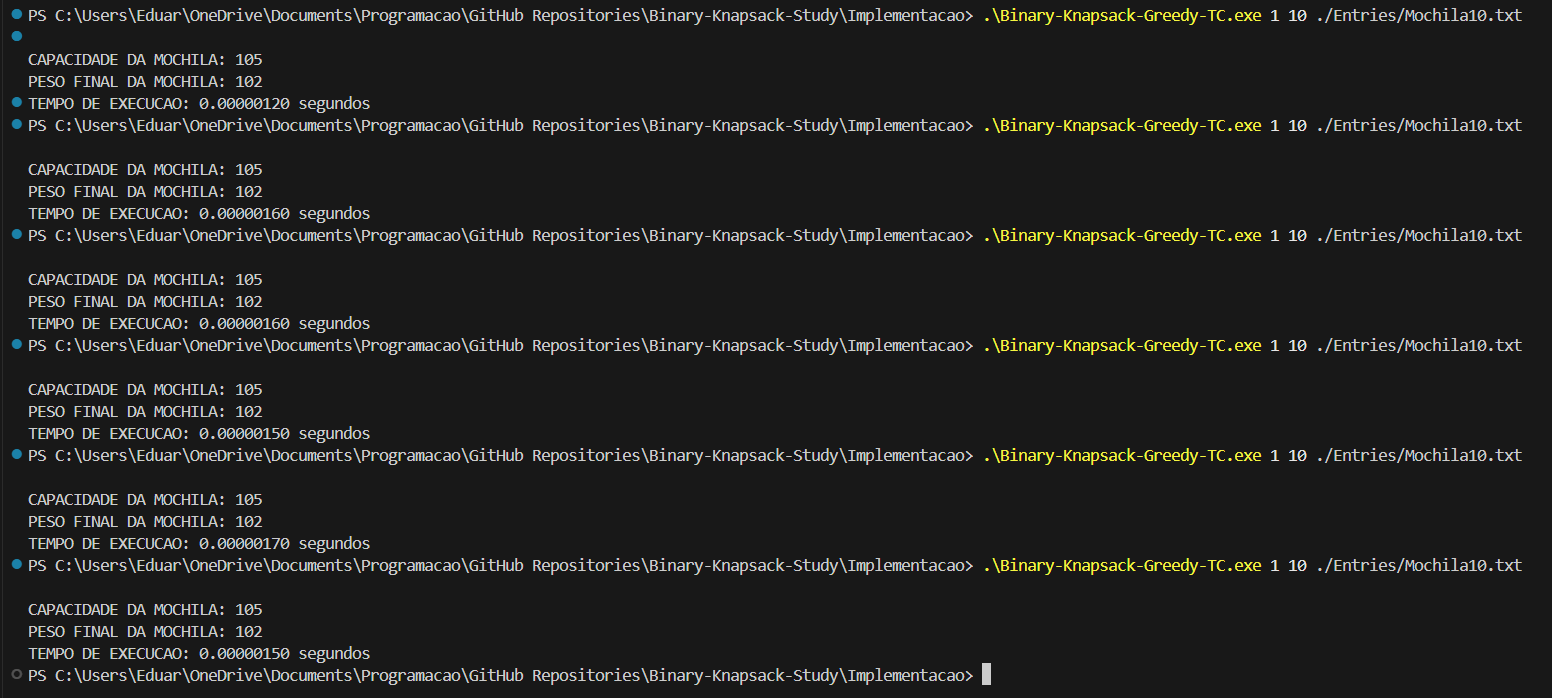 PS C:\Users\Eduar\OneDrive\Documents\Programacao\GitHub Repositories\Binary-Knapsack-Study\Implementacao> .\Binary-Knapsack-Greedy-TC.exe 1 10 ./Entries/Mochila10.txt
CAPACIDADE DA MOCHILA: 105
PESO FINAL DA MOCHILA: 102
TEMPO DE EXECUCAO: 0.00000120 segundos
PS C:\Users\Eduar\OneDrive\Documents\Programacao\GitHub Repositories\Binary-Knapsack-Study\Implementacao> .\Binary-Knapsack-Greedy-TC.exe 1 10 ./Entries/Mochila10.txt
CAPACIDADE DA MOCHILA: 105
PESO FINAL DA MOCHILA: 102
TEMPO DE EXECUCAO: 0.00000160 segundos
PS C:\Users\Eduar\OneDrive\Documents\Programacao\GitHub Repositories\Binary-Knapsack-Study\Implementacao> .\Binary-Knapsack-Greedy-TC.exe 1 10 ./Entries/Mochila10.txt
CAPACIDADE DA MOCHILA: 105
PESO FINAL DA MOCHILA: 102
TEMPO DE EXECUCAO: 0.00000160 segundos
PS C:\Users\Eduar\OneDrive\Documents\Programacao\GitHub Repositories\Binary-Knapsack-Study\Implementacao> .\Binary-Knapsack-Greedy-TC.exe 1 10 ./Entries/Mochila10.txt
CAPACIDADE DA MOCHILA: 105
PESO FINAL DA MOCHILA: 102
TEMPO DE EXECUCAO: 0.00000150 segundos
PS C:\Users\Eduar\OneDrive\Documents\Programacao\GitHub Repositories\Binary-Knapsack-Study\Implementacao> .\Binary-Knapsack-Greedy-TC.exe 1 10 ./Entries/Mochila10.txt
CAPACIDADE DA MOCHILA: 105
PESO FINAL DA MOCHILA: 102
TEMPO DE EXECUCAO: 0.00000170 segundos
PS C:\Users\Eduar\OneDrive\Documents\Programacao\GitHub Repositories\Binary-Knapsack-Study\Implementacao> .\Binary-Knapsack-Greedy-TC.exe 1 10 ./Entries/Mochila10.txt
CAPACIDADE DA MOCHILA: 105
PESO FINAL DA MOCHILA: 102
TEMPO DE EXECUCAO: 0.00000150 segundos
PS C:\Users\Eduar\OneDrive\Documents\Programacao\GitHub Repositories\Binary-Knapsack-Study\Implementacao>